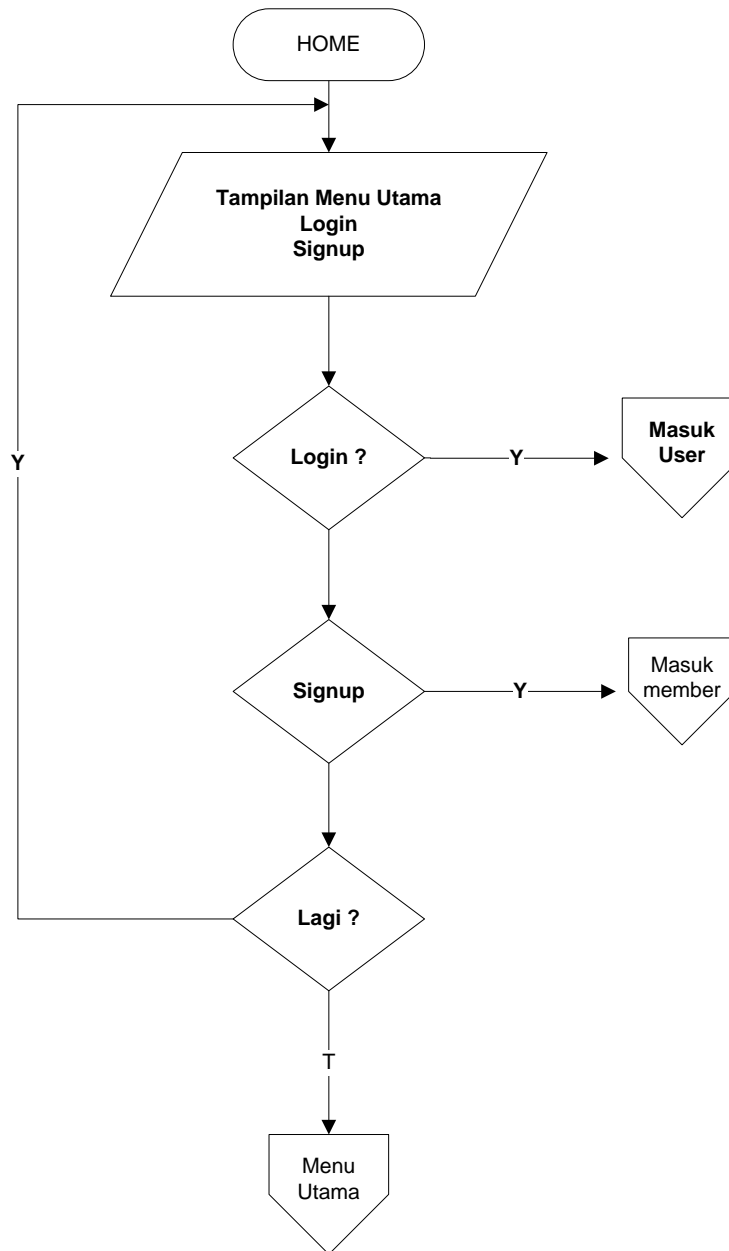 HOME
Tampilan Menu Utama
Login
Signup
Login ?
Y
Masuk
User
Y
Signup
Y
Masuk
member
Lagi ?
T
Menu
Utama